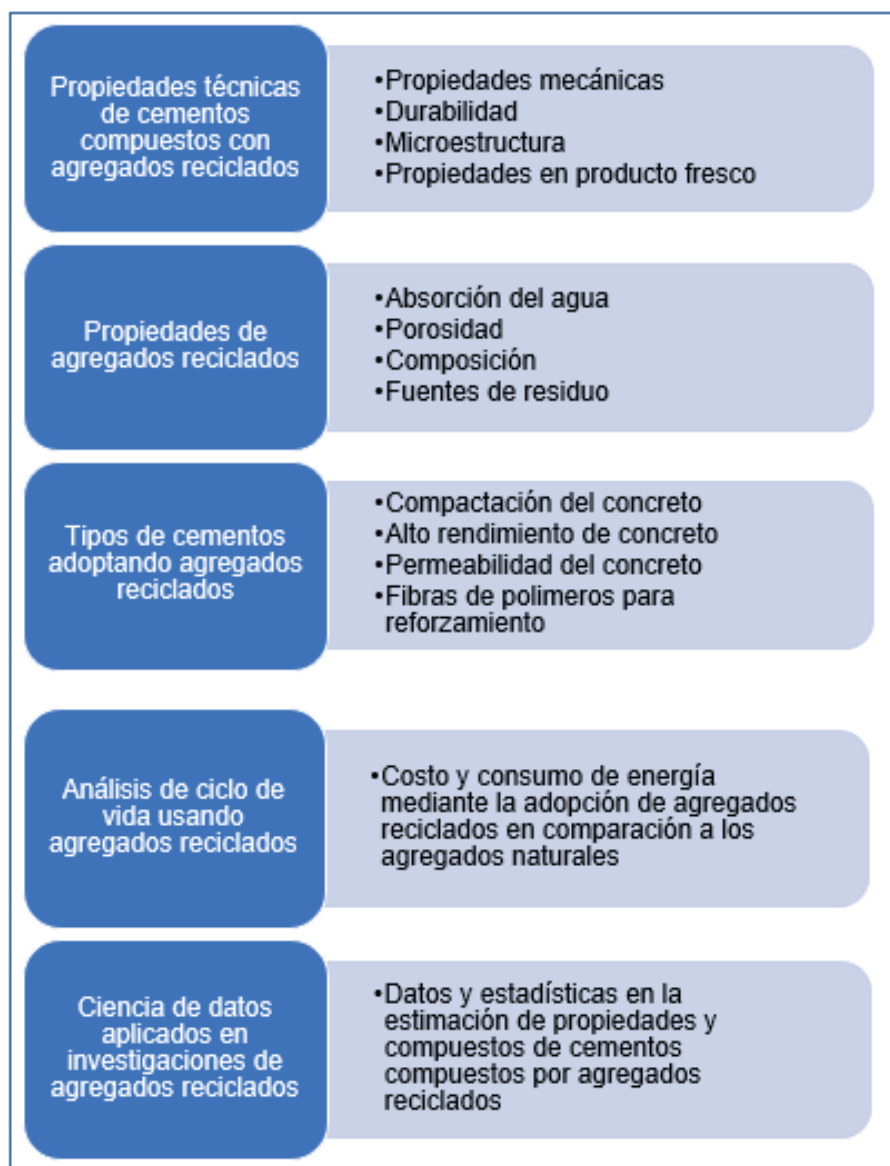 Propiedades técnicas
de cementos
compuestos con
agregados reciclados
•Propiedades mecánicas
•Durabilidad
•Microestructura
•Propiedades en producto fresco
Propiedades de
agregados reciclados
•Absorción del agua
•Porosidad
•Composición
•Fuentes de residuo
Tipos de cementos
adoptando agregados
reciclados
•Compactación del concreto
•Alto rendimiento de concreto
•Permeabilidad del concreto
•Fibras de polimeros para
reforzamiento
Análisis de ciclo de
vida usando
agregados reciclados
•Costo y consumo de energía
mediante la adopción de agregados
reciclados en comparación a los
agregados naturales
Ciencia de datos
aplicados en
investigaciones de
agregados reciclados
•Datos y estadísticas en la
estimación de propiedades y
compuestos de cementos
compuestos por agregados
reciclados